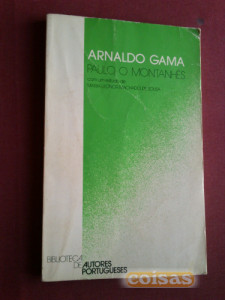 ARNALDO GAMA
PAULO, O MONTANHÊS
BIBLIOTECA
DE AUTORES
PORTUGUESES
coisas